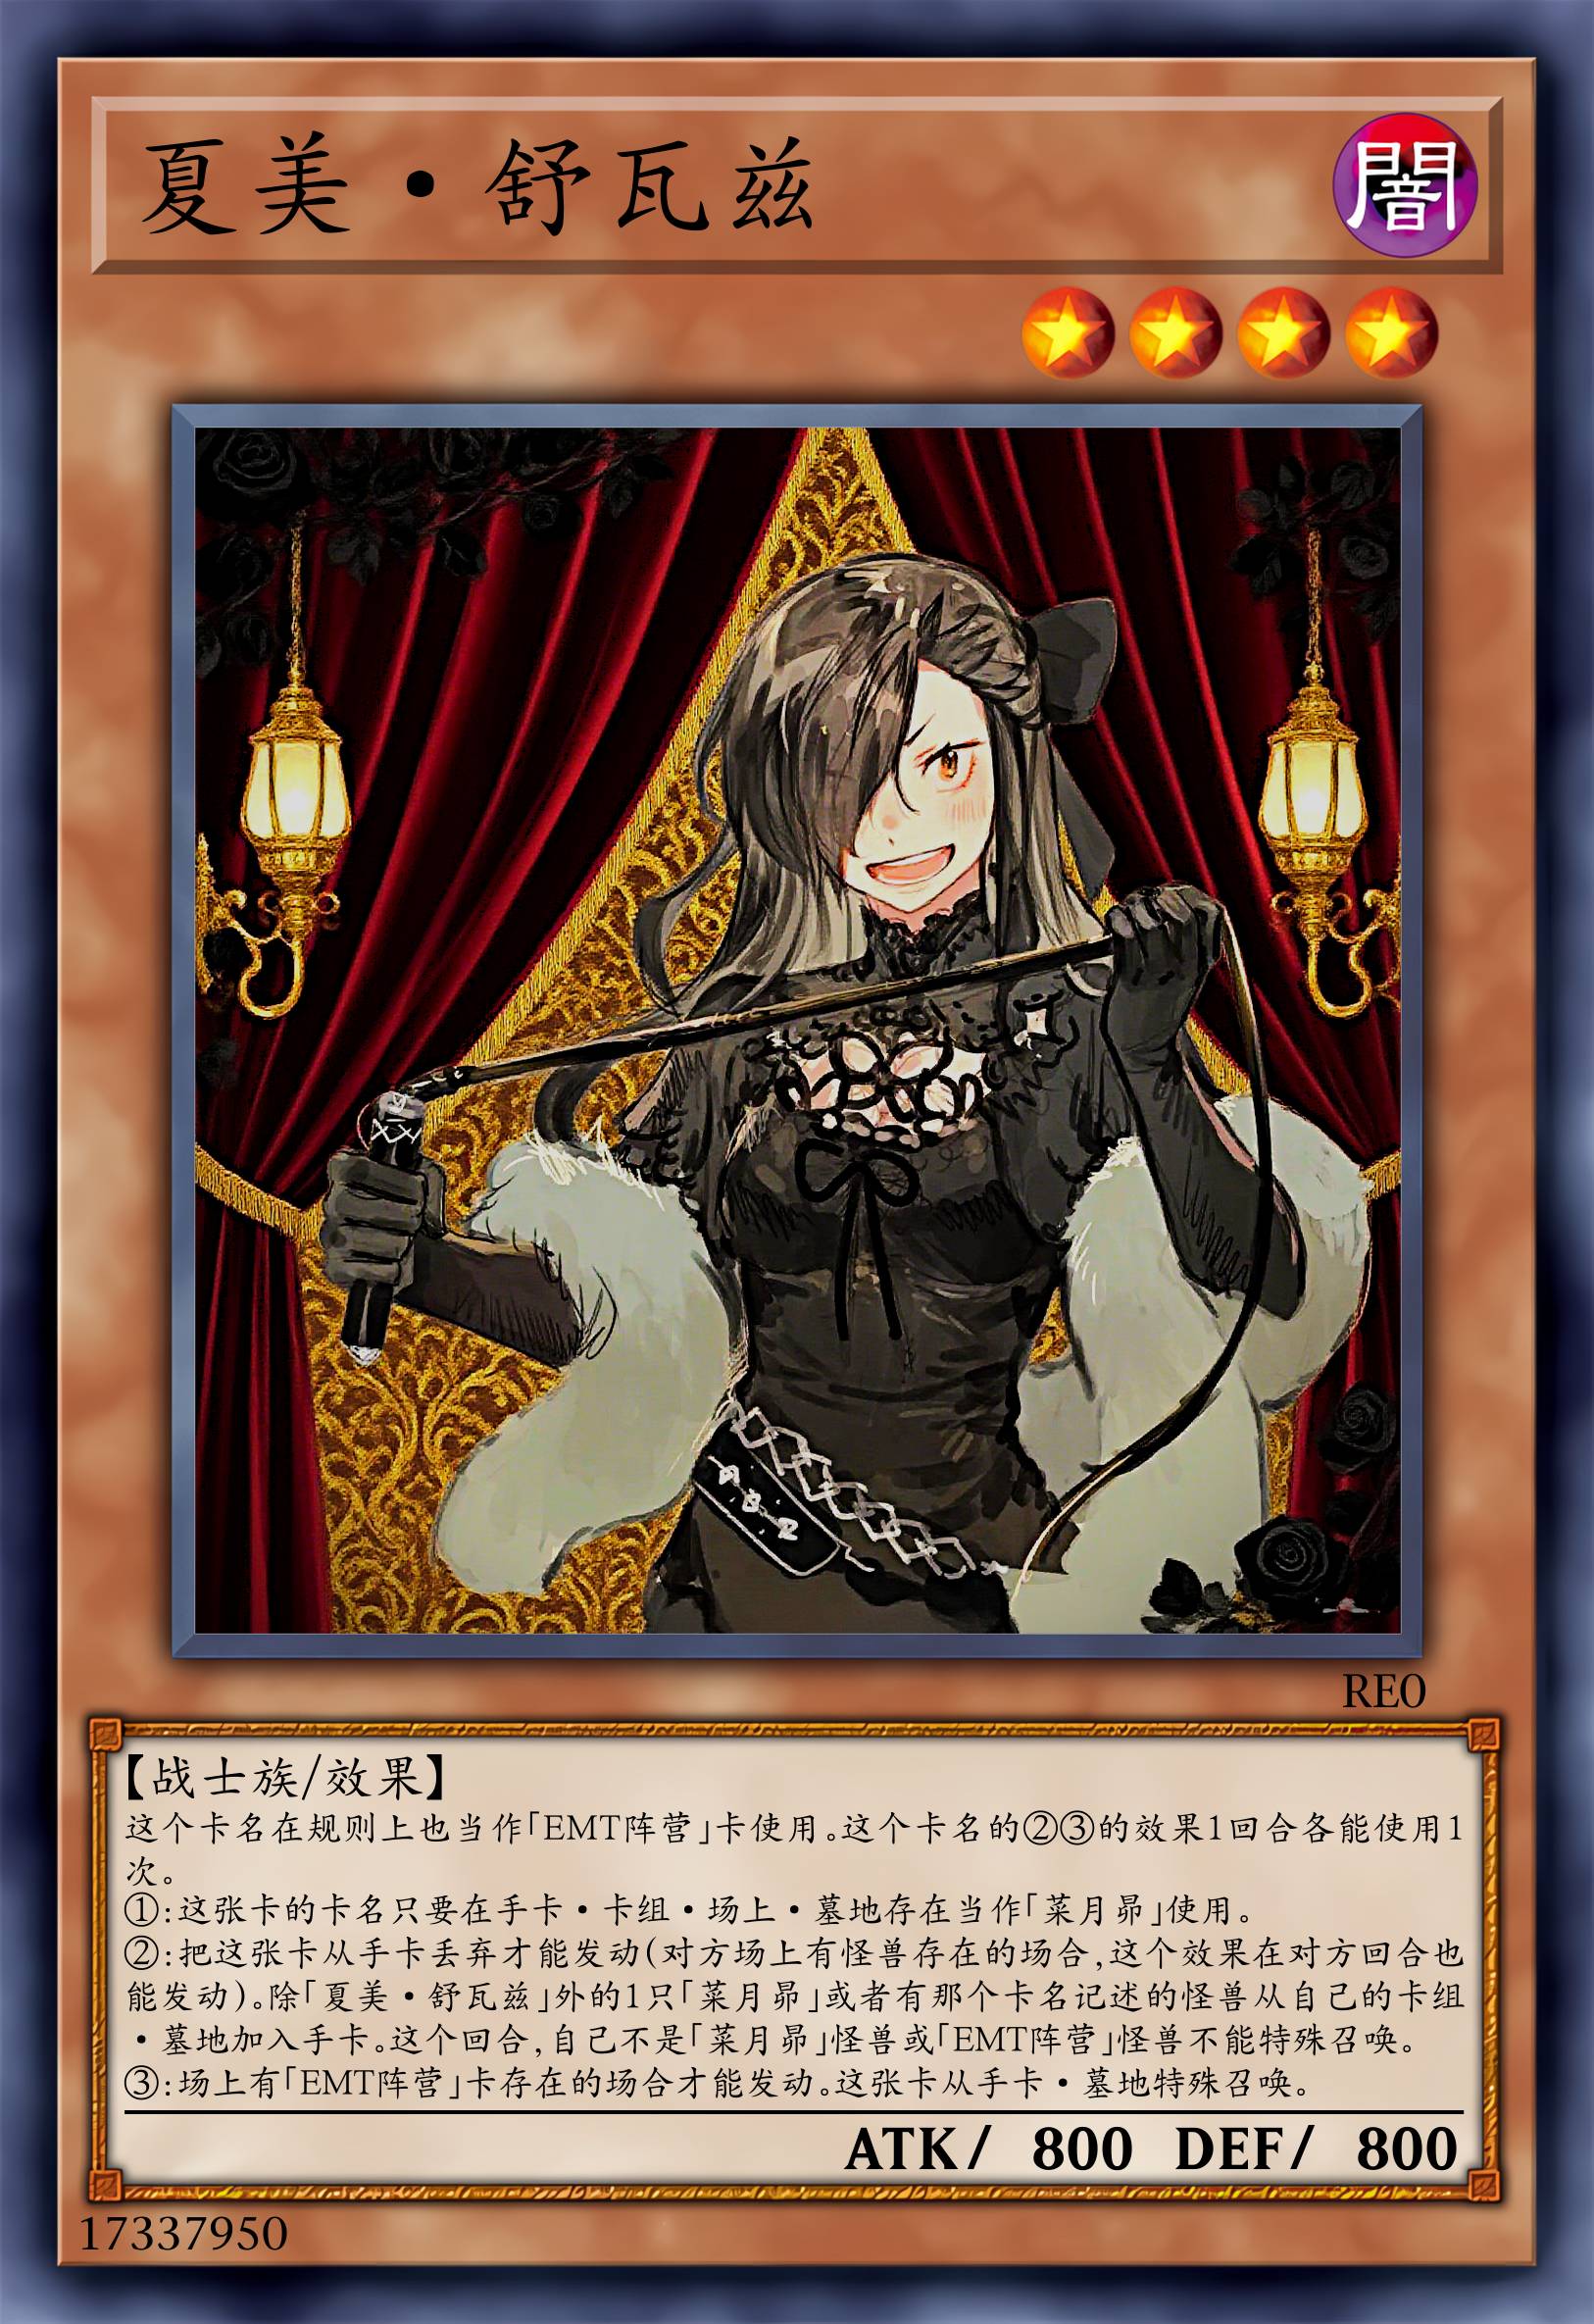 夏美·舒瓦兹
闇
REO
【战士族/效果】
这个卡名在规则上也当作「EMT阵营」卡使用。这个卡名的②③的效果1回合各能使用1
次。
①:这张卡的卡名只要在手卡·卡组·场上·墓地存在当作「菜月昴」使用。
②:把这张卡从手卡丢弃才能发动(对方场上有怪兽存在的场合,这个效果在对方回合也
能发动)。除「夏美·舒瓦兹」外的1只「菜月昴」或者有那个卡名记述的怪兽从自己的卡组
·墓地加入手卡。这个回合,自己不是「菜月昴」怪兽或「EMT阵营」怪兽不能特殊召唤。
③:场上有「EMT阵营」卡存在的场合才能发动。这张卡从手卡·墓地特殊召唤。
ATK/ 800 DEF/ 800
17337950